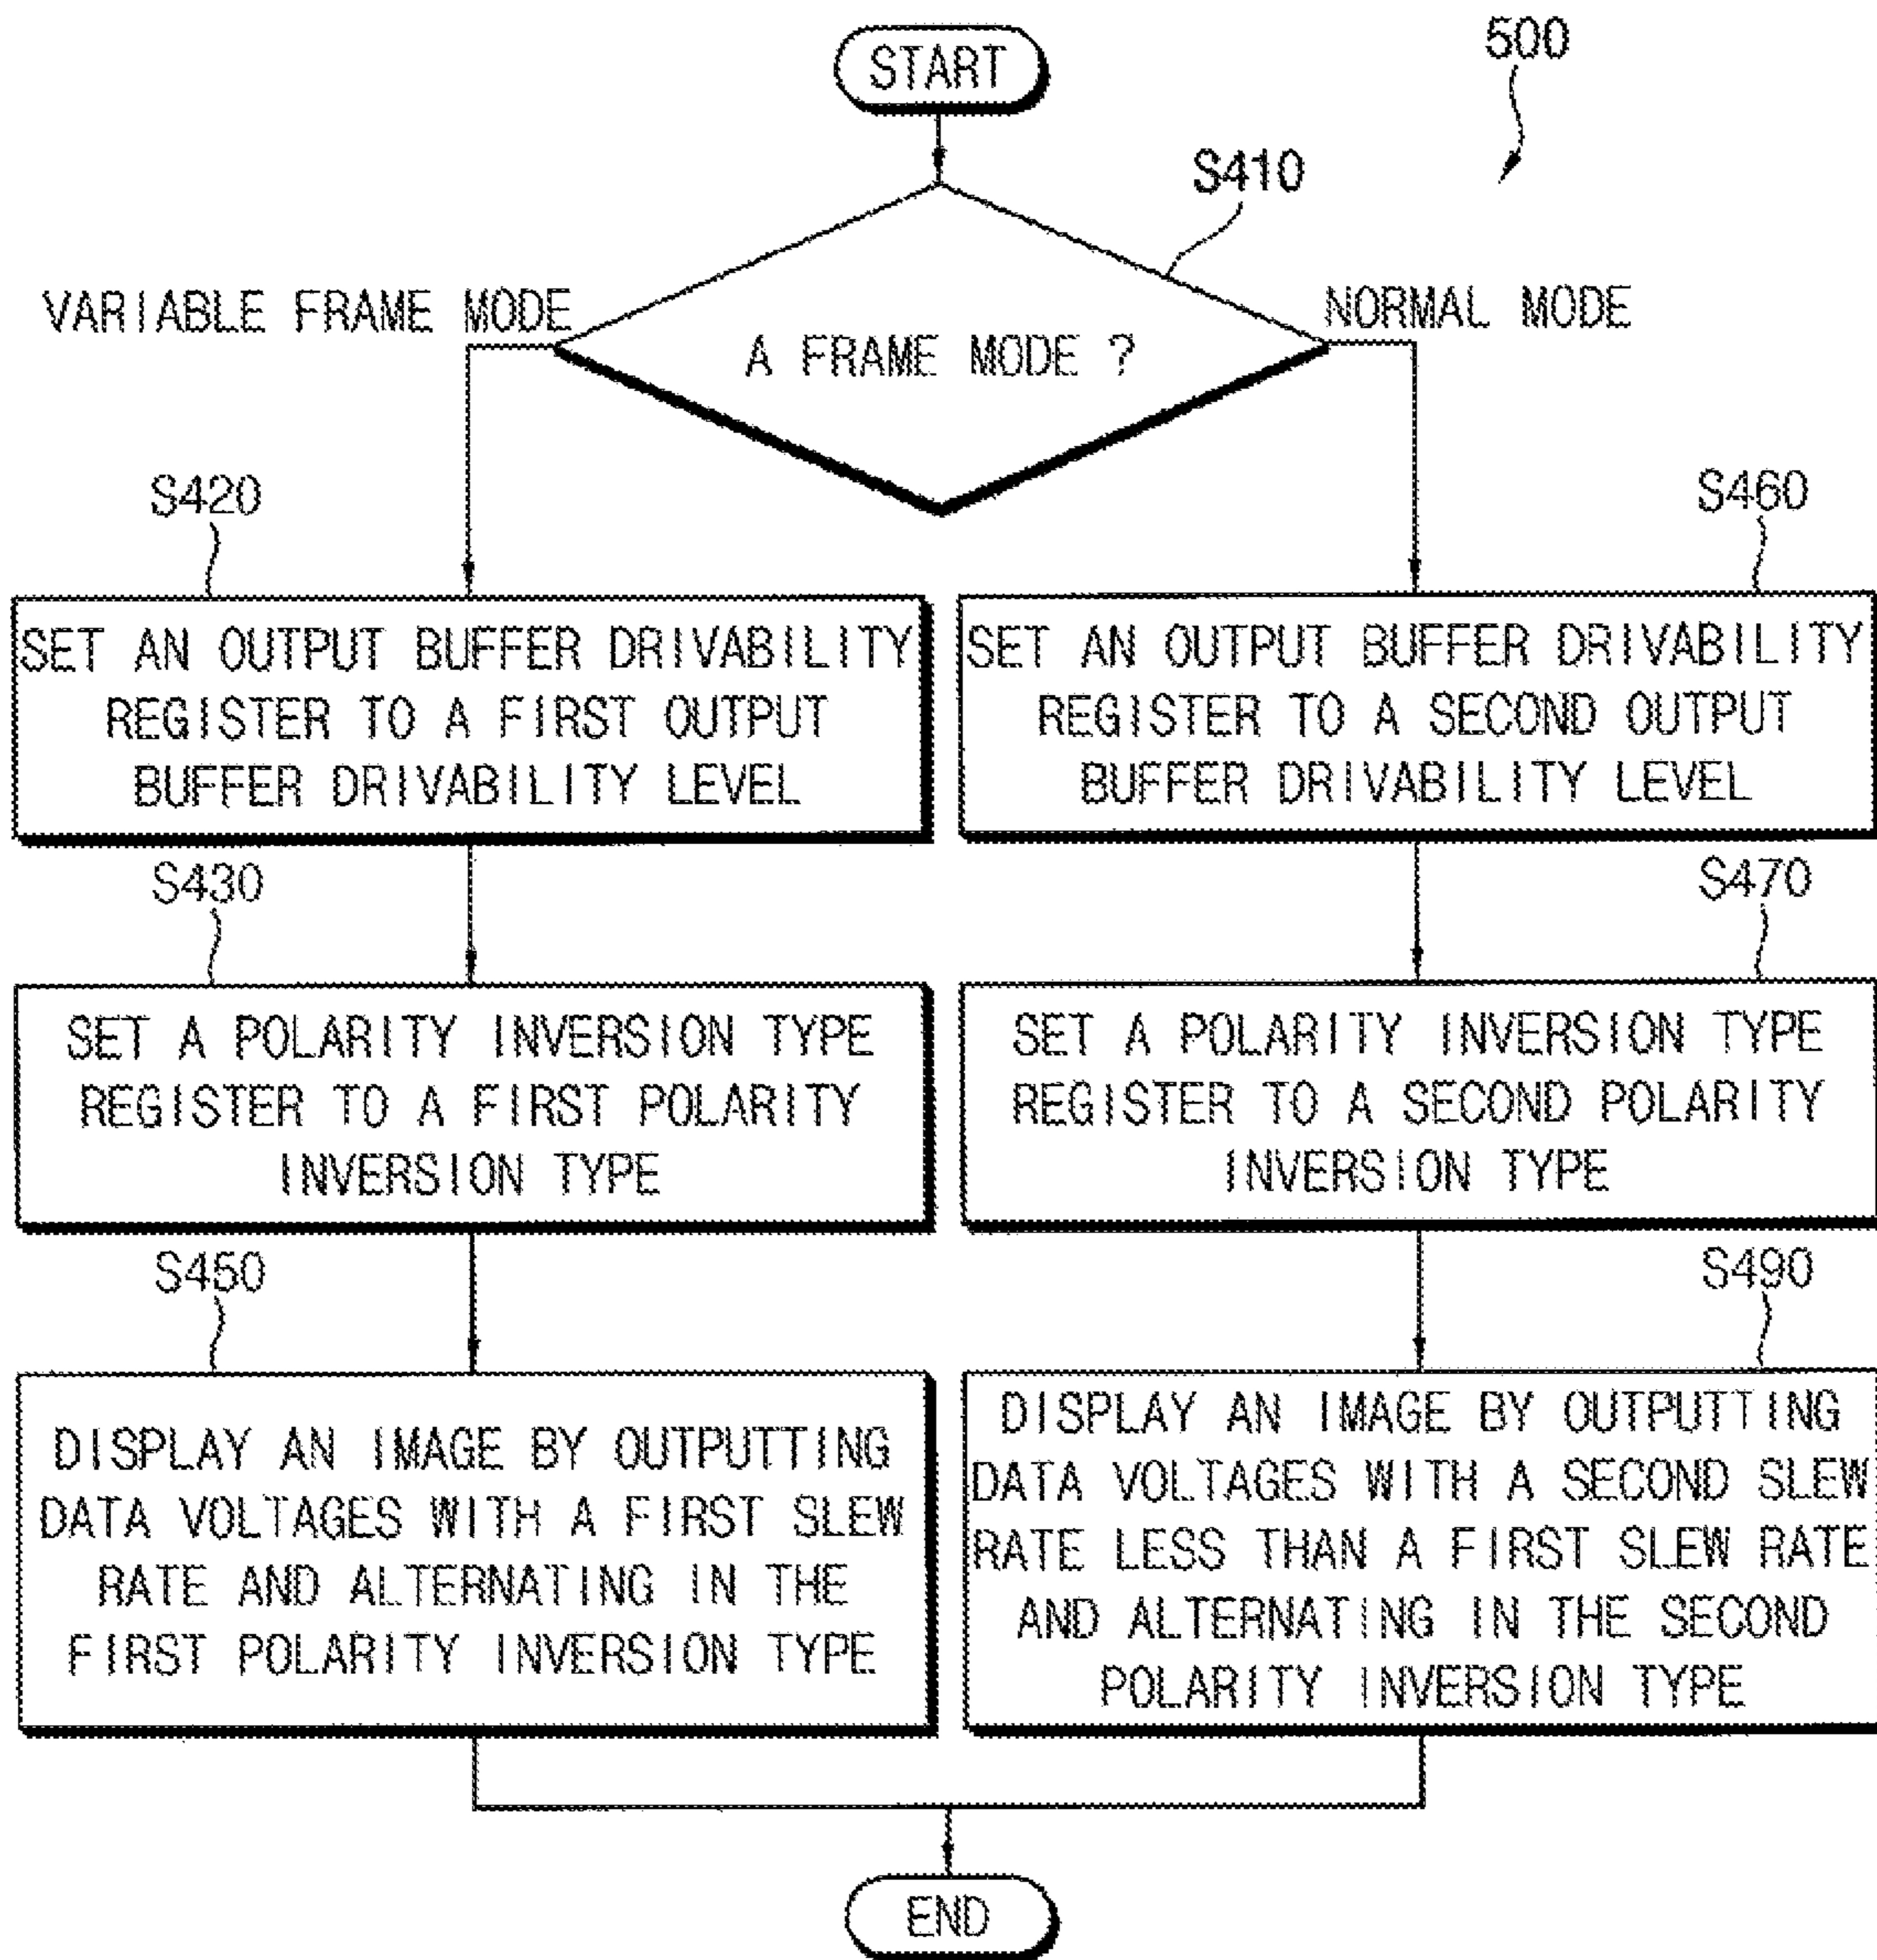 500
START
S410
VARIABLE FRAME MODE
NORMAL MODE
A FRAME MODE ?
S420
SET AN OUTPUT BUFFER DRIVABILITY
REGISTER TO A FIRST OUTPUT
BUFFER DRIVABILITY LEVEL
S460
SET AN OUTPUT BUFFER DRIVABILITY
REGISTER TO A SECOND OUTPUT
BUFFER DRIVABILITY LEVEL
S430
SET A POLARITY INVERSION TYPE
REGISTER TO A FIRST POLARITY
INVERSION TYPE
S470
SET A POLARITY INVERSION TYPE
REGISTER TO A SECOND POLARITY
INVERSION TYPE
S450
DISPLAY AN IMAGE BY OUTPUTTING
DATA VOLTAGES WITH A FIRST SLEW
RATE AND ALTERNATING IN THE
FIRST POLARITY INVERSION TYPE
S490
DISPLAY AN IMAGE BY OUTPUTTING
DATA VOLTAGES WITH A SECOND SLEW
RATE LESS THAN A FIRST SLEW RATE
AND ALTERNATING IN THE SECOND
POLARITY INVERSION TYPE
END